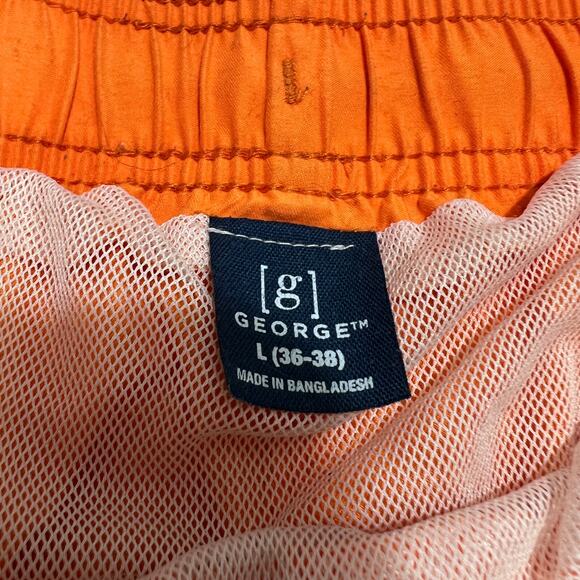 [g]
GEORGE™
L (36-38)
MADE IN BANGLADESH